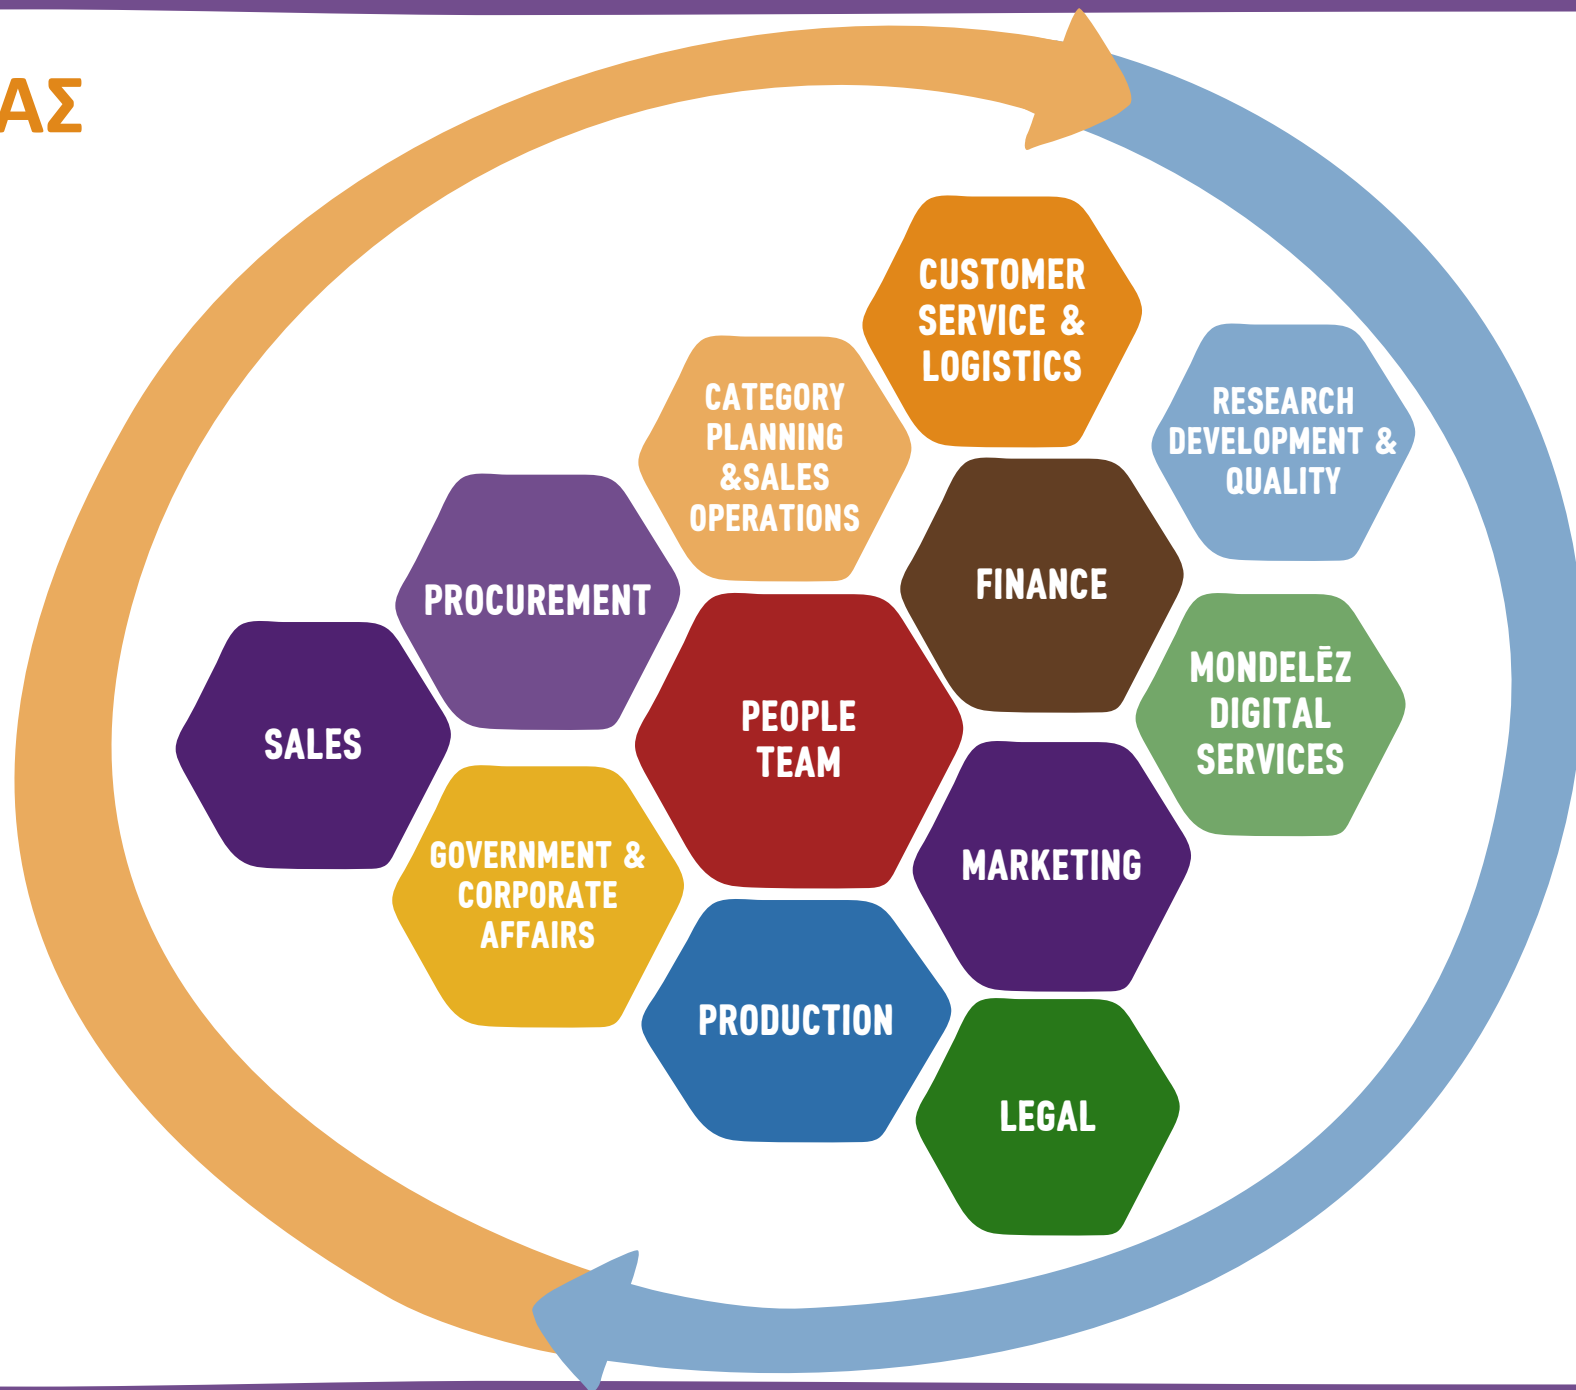 ΑΣ
CUSTOMER
SERVICE &
LOGISTICS
CATEGORY
PLANNING
&SALES
OPERATIONS
RESEARCH
DEVELOPMENT &
QUALITY
PROCUREMENT
FINANCE
SALES
PEOPLE
TEAM
MONDELĒZ
DIGITAL
SERVICES
GOVERNMENT &
CORPORATE
AFFAIRS
MARKETING
PRODUCTION
LEGAL